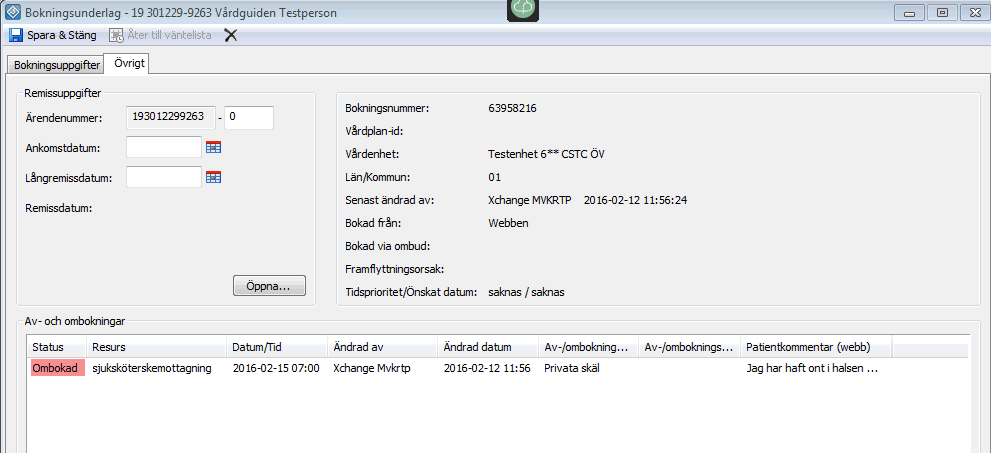 Bokningsunderlag - 19 301229-9263 Vårdguiden Testperson
Spara & Stäng Åter till väntelista
Bokningsuppgifter Övrigt
Remissuppgifter
Ärendenummer: 193012299263 - 0
Ankomstdatum:
Långremissdatum:
Remissdatum:
Öppna...
Bokningsnummer: 63958216
Vårdplan-id:
Vårdenhet: Testenhet 6** CSTC ÖV
Län/Kommun: 01
Senast ändrad av: Xchange MVKRTP 2016-02-12 11:56:24
Bokad från: Webben
Bokad via ombud:
Framflyttningsorsak:
Tidsprioritet/Önskat datum: saknas / saknas
Av- och ombokningar
Status Resurs Datum/Tid Ändrad av Ändrad datum Av-/ombokning... Av-/omboknings... Patientkommentar (webb)
Ombokad sjuksköterskemottagning 2016-02-15 07:00 Xchange Mvkrtp 2016-02-12 11:56 Privata skäl Jag har haft ont i halsen ...